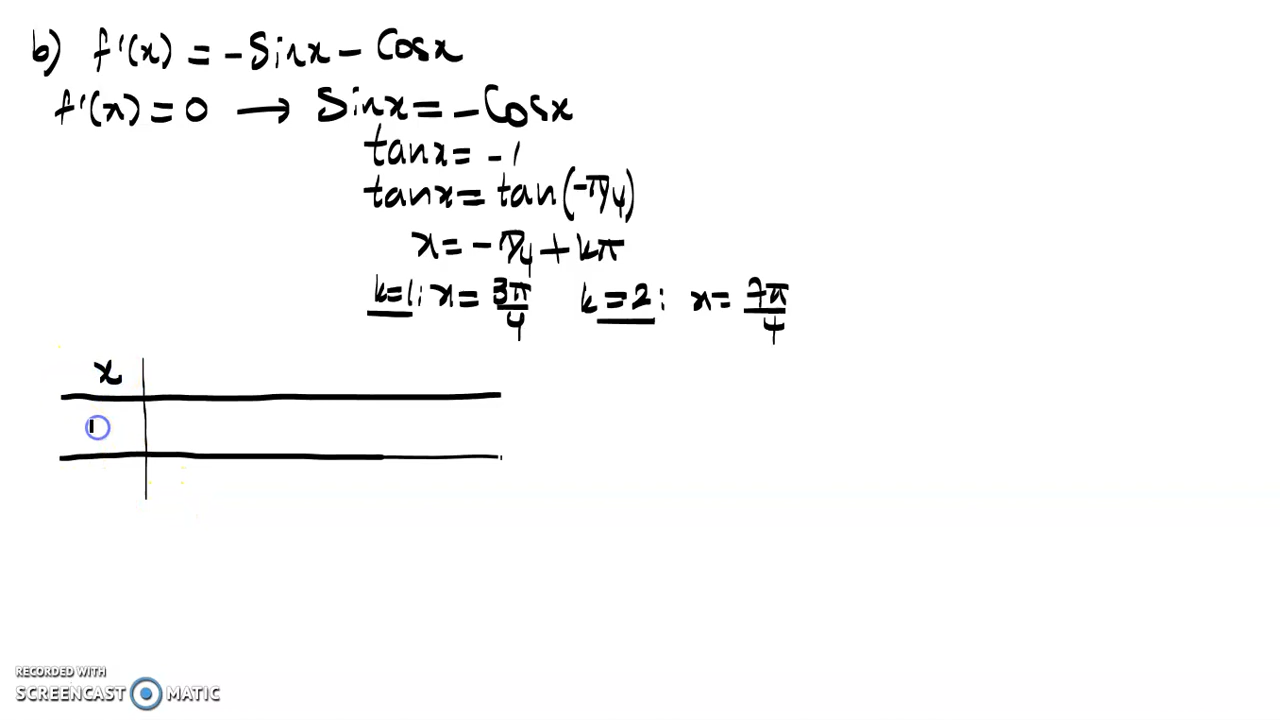 b) f'(x) = -Sinx - Cosx
f'(x) = 0 → Sinx = -Cosx
tanx = -1
tanx = tan(-π/4)
x = -π/4 + kπ
k=1: x = 3π/4 k=2: x = 7π/4
x
RECORDED WITH
SCREENCAST MATIC